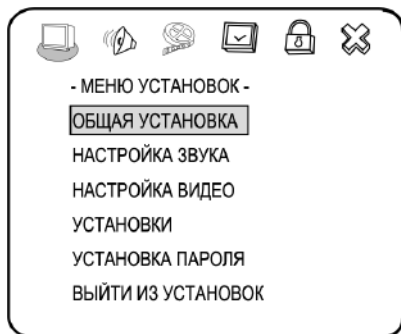 - МЕНЮ УСТАНОВОК -
ОБЩАЯ УСТАНОВКА
НАСТРОЙКА ЗВУКА
НАСТРОЙКА ВИДЕО
УСТАНОВКИ
УСТАНОВКА ПАРОЛЯ
ВЫЙТИ ИЗ УСТАНОВОК